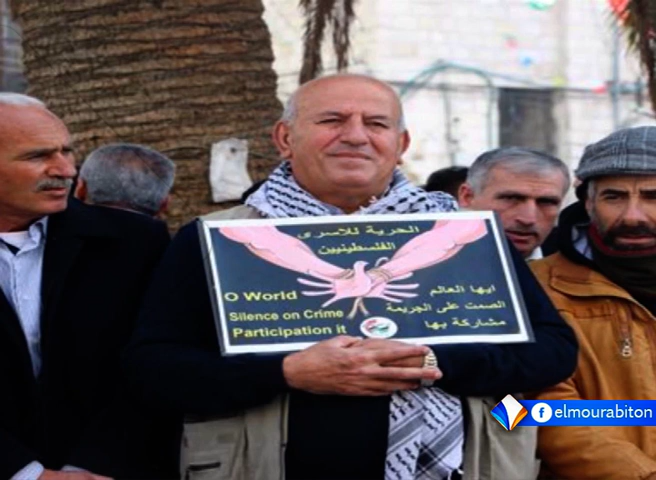 الحرية للأسرى
الفلسطينيين
O World
Silence on Crime
Participation it
ايها العالم
الصمت على الجريمة
مشاركة بها
elmourabiton